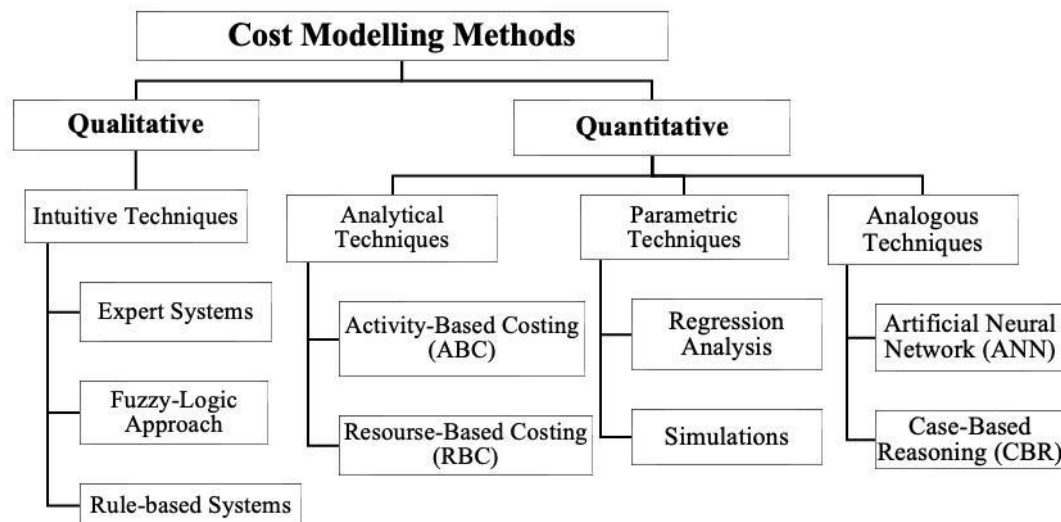 Cost Modelling Methods
Qualitative
Quantitative
Intuitive Techniques
Analytical
Techniques
Parametric
Techniques
Analogous
Techniques
Expert Systems
Fuzzy-Logic
Approach
Rule-based Systems
Activity-Based Costing
(ABC)
Resourse-Based Costing
(RBC)
Regression
Analysis
Simulations
Artificial Neural
Network (ANN)
Case-Based
Reasoning (CBR)